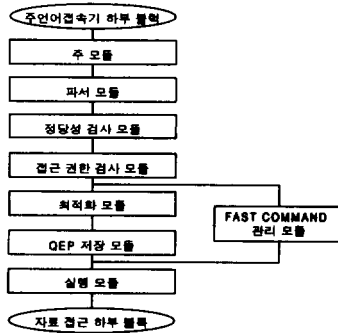 주언어접속기 하부 블럭
주 모듈
파서 모듈
정당성 검사 모듈
접근 권한 검사 모듈
최적화 모듈
FAST COMMAND
관리 모듈
QEP 저장 모듈
실행 모듈
자료 접근 하부 블록